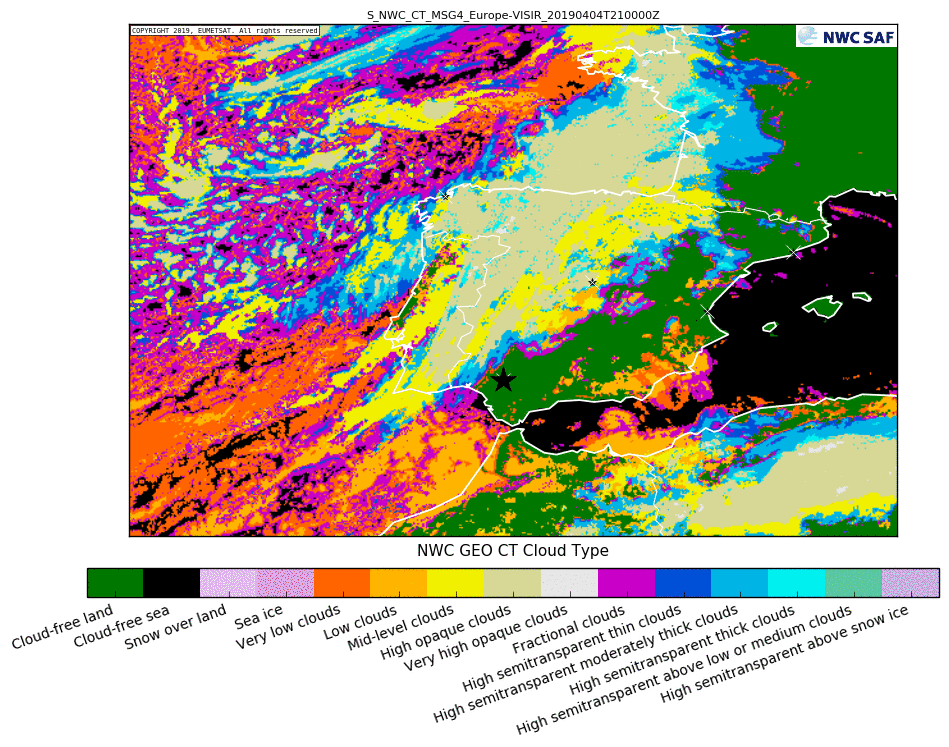 S_NWC_CT_MSG4_Europe-VISIR_20190404T210000Z
COPYRIGHT 2019, EUMETSAT. All rights reserved
NWC SAF
NWC GEO CT Cloud Type
Cloud-free land
Cloud-free sea
Snow over land
Sea ice
Very low clouds
Low clouds
Mid-level clouds
High opaque clouds
Very high opaque clouds
Fractional clouds
High semitransparent thin clouds
High semitransparent moderately thick clouds
High semitransparent thick clouds
High semitransparent above low or medium clouds
High semitransparent above snow ice